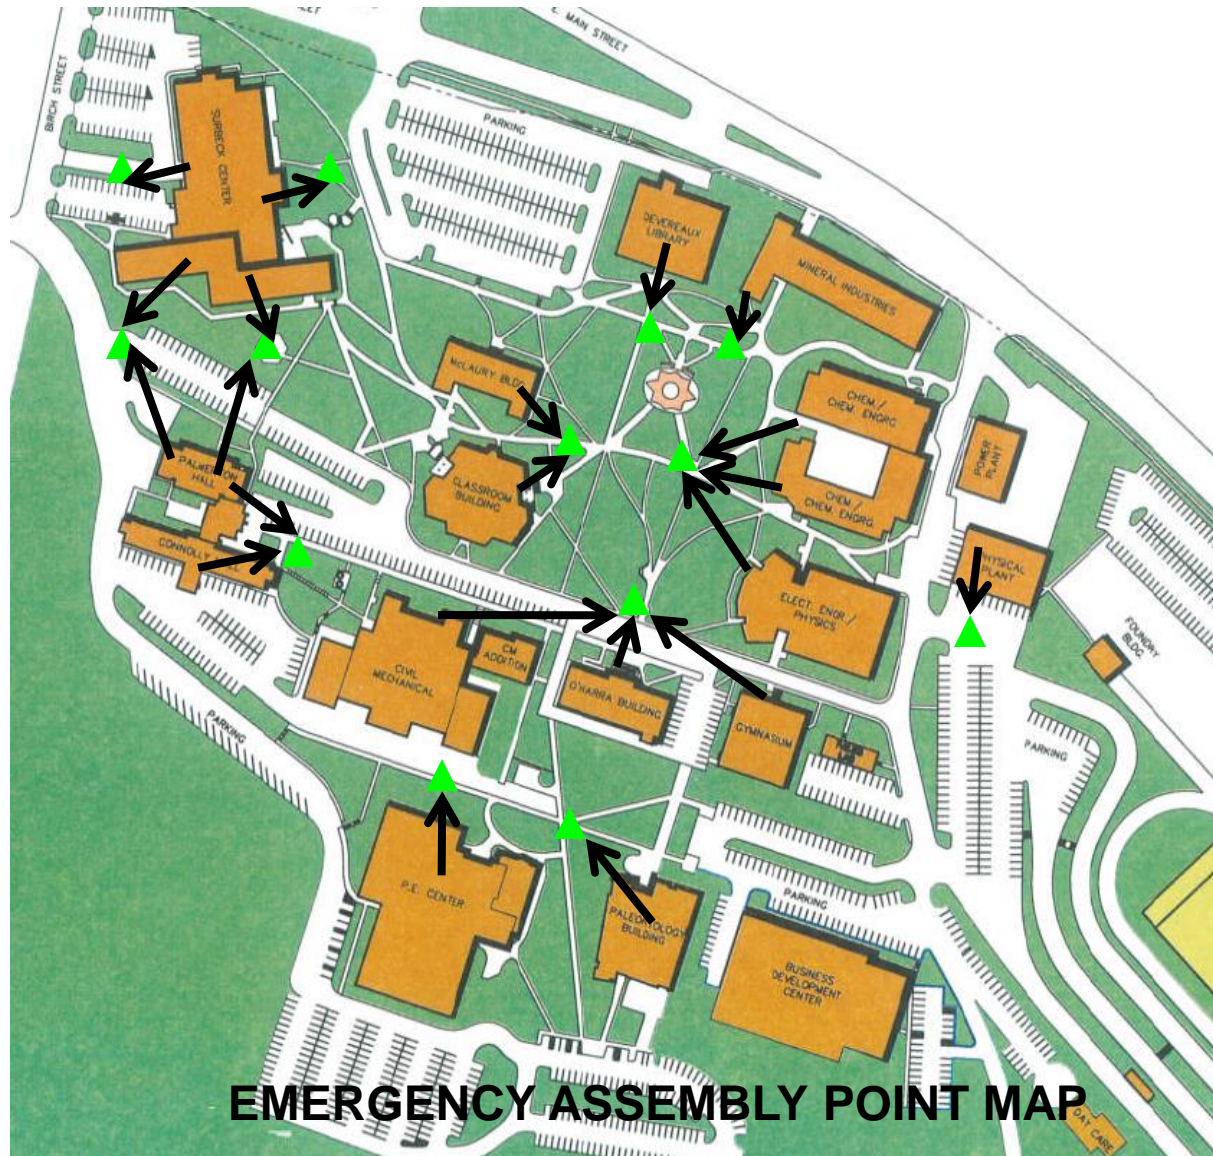 E. MAIN STREET
BIRCH STREET
PARKING
SURBECK CENTER
DEVEREAUX
LIBRARY
MINERAL INDUSTRIES
McLAURY BLDG.
CHEM./
CHEM. ENGRG.
POWER
PLANT
PALMERTON
HALL
CLASSROOM
BUILDING
CHEM./
CHEM. ENGRG.
CONNOLLY
PHYSICAL
PLANT
ELECT. ENGR./
PHYSICS
FOUNDRY
BLDG.
CM
ADDITION
CIVIL
MECHANICAL
O'HARRA BUILDING
GYMNASIUM
PARKING
PARKING
P.E. CENTER
PARKING
PALEONTOLOGY
BUILDING
BUSINESS
DEVELOPMENT
CENTER
EMERGENCY ASSEMBLY POINT MAP
DAY CARE